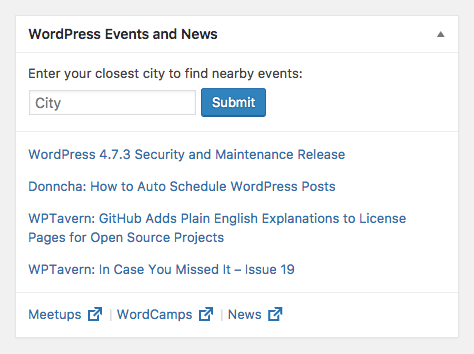 WordPress Events and News
Enter your closest city to find nearby events:
City
Submit
WordPress 4.7.3 Security and Maintenance Release
Donncha: How to Auto Schedule WordPress Posts
WPTavern: GitHub Adds Plain English Explanations to License
Pages for Open Source Projects
WPTavern: In Case You Missed It – Issue 19
Meetups | WordCamps | News